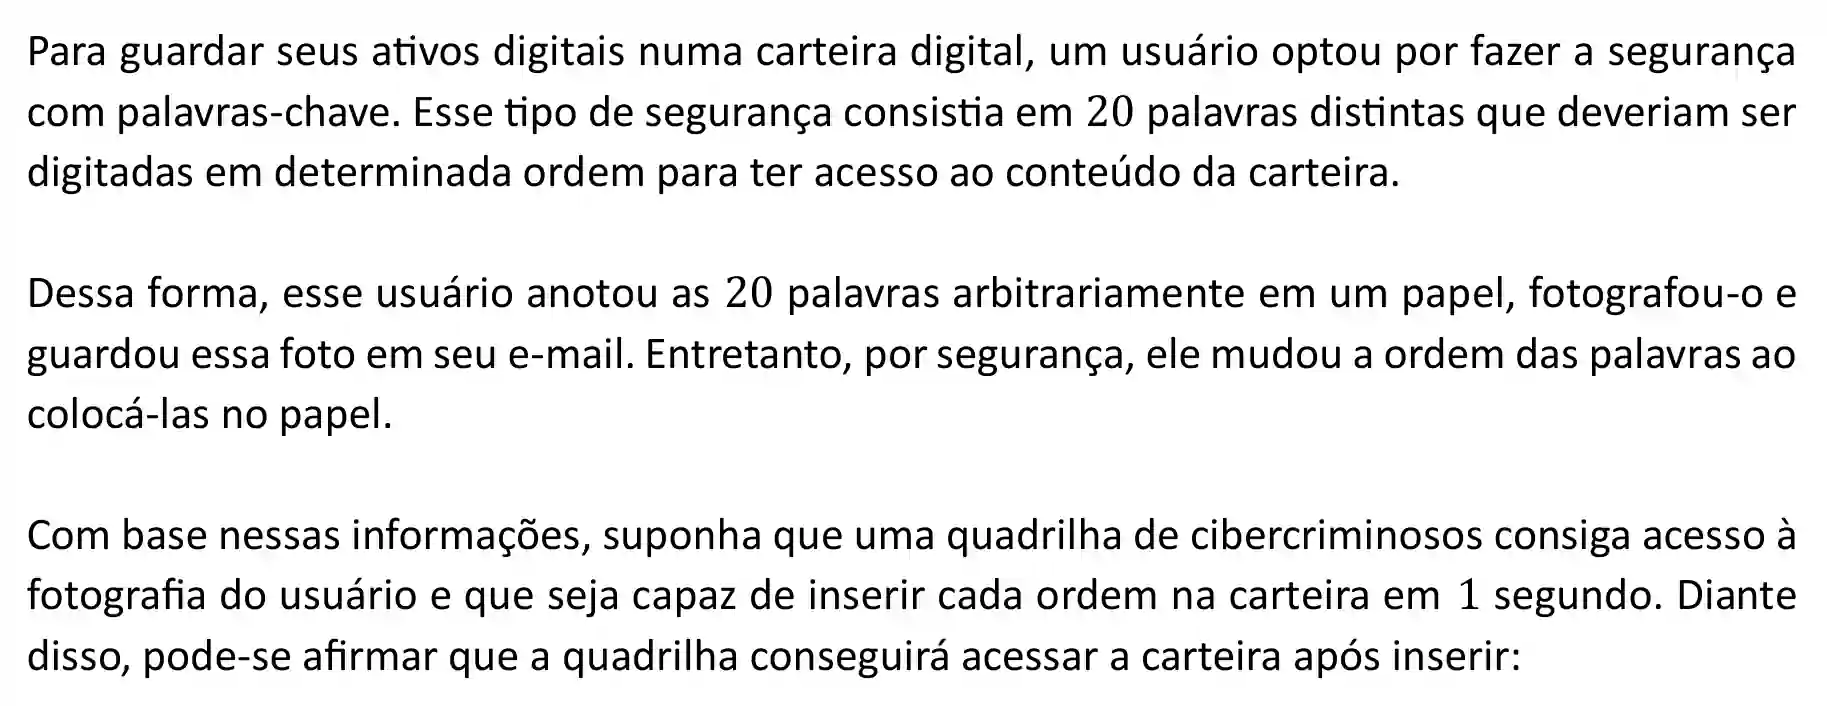 Para guardar seus ativos digitais numa carteira digital, um usuário optou por fazer a segurança
com palavras-chave. Esse tipo de segurança consistia em 20 palavras distintas que deveriam ser
digitadas em determinada ordem para ter acesso ao conteúdo da carteira.
Dessa forma, esse usuário anotou as 20 palavras arbitrariamente em um papel, fotografou-o e
guardou essa foto em seu e-mail. Entretanto, por segurança, ele mudou a ordem das palavras ao
colocá-las no papel.
Com base nessas informações, suponha que uma quadrilha de cibercriminosos consiga acesso à
fotografia do usuário e que seja capaz de inserir cada ordem na carteira em 1 segundo. Diante
disso, pode-se afirmar que a quadrilha conseguirá acessar a carteira após inserir: